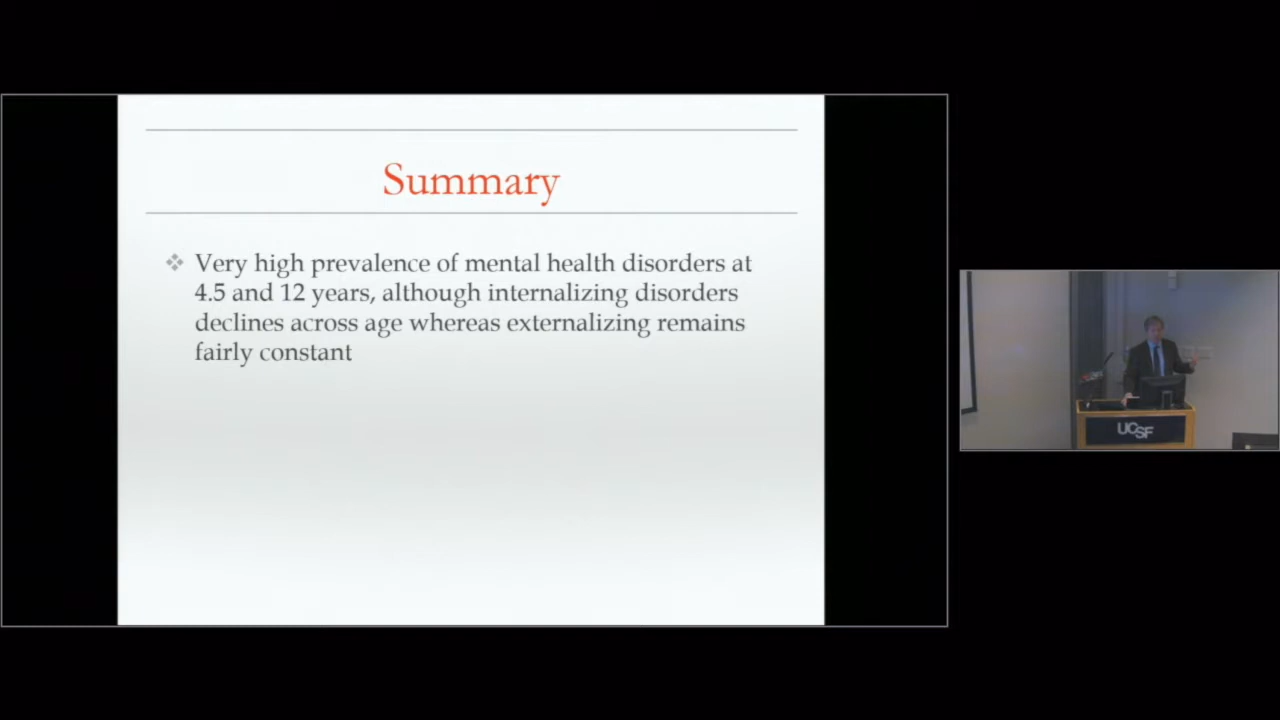 Summary
Very high prevalence of mental health disorders at
4.5 and 12 years, although internalizing disorders
declines across age whereas externalizing remains
fairly constant
UCSF